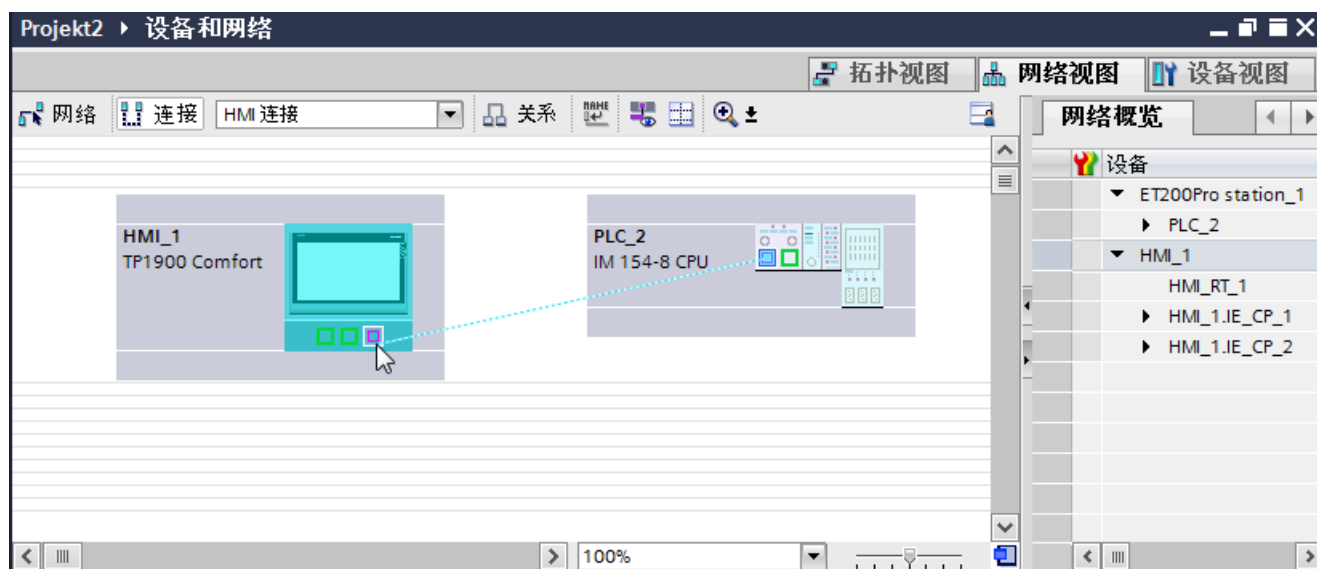 Projekt2 ▸ 设备和网络
拓扑视图 网络视图 设备视图
网络 连接 HMI 连接 关系 NAME
网络概览
设备
ET200Pro station_1
PLC_2
HMI_1
HMI_RT_1
HMI_1.IE_CP_1
HMI_1.IE_CP_2
HMI_1
TP1900 Comfort
PLC_2
IM 154-8 CPU
100%